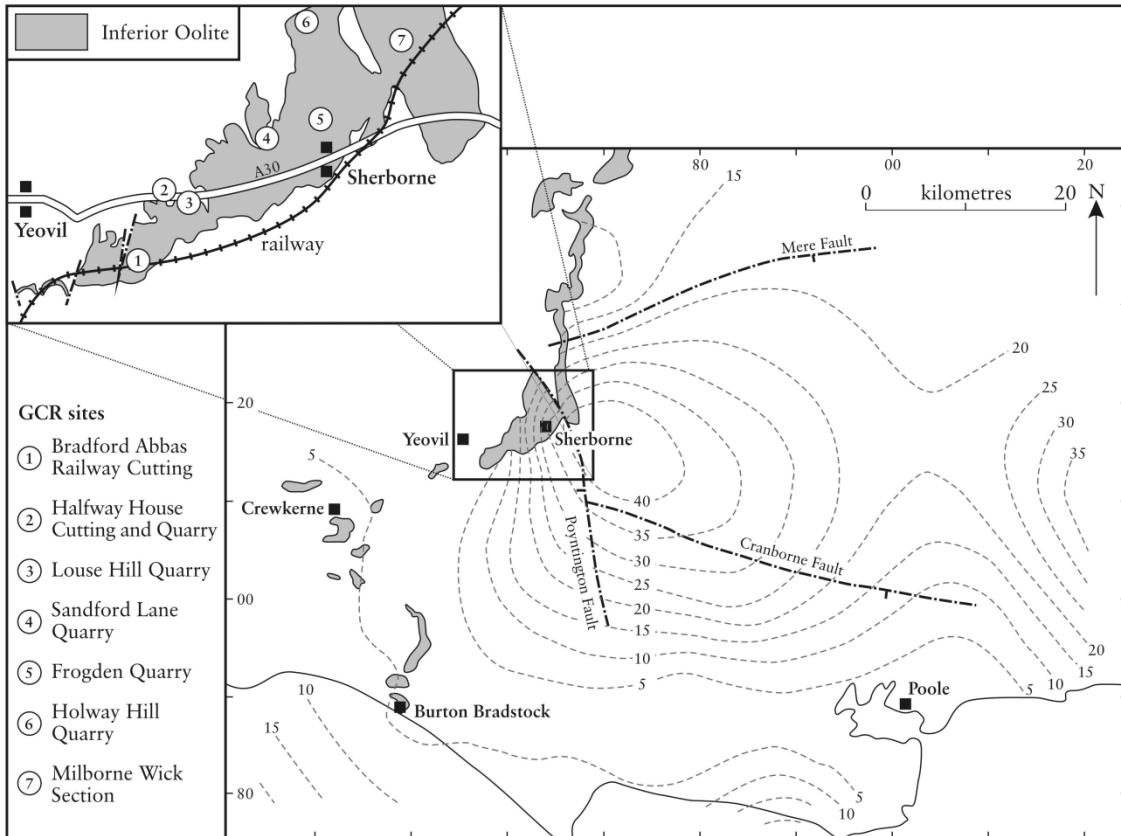 Inferior Oolite
6
7
5
4
A30
2
3
Sherborne
Yeovil
railway
1
80
00
20
15
0 kilometres 20
N
Mere Fault
20
25
30
35
20
Yeovil
Sherborne
5
10
Crewkerne
40
35
30
25
20
15
10
5
Poyntington Fault
Cranborne Fault
00
20
15
10
5
Poole
10
15
Burton Bradstock
80
5
10
GCR sites
1 Bradford Abbas
Railway Cutting
2 Halfway House
Cutting and Quarry
3 Louse Hill Quarry
4 Sandford Lane
Quarry
5 Frogden Quarry
6 Holway Hill
Quarry
7 Milborne Wick
Section